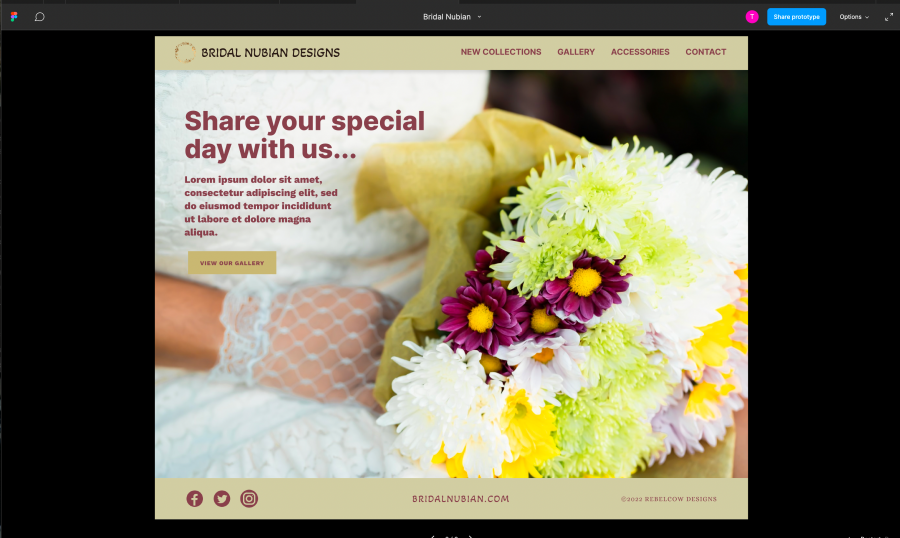 Bridal Nubian
T
Share prototype
Options
BRIDAL NUBIAN DESIGNS
NEW COLLECTIONS
GALLERY
ACCESSORIES
CONTACT
Share your special
day with us...
Lorem ipsum dolor sit amet,
consectetur adipiscing elit, sed
do eiusmod tempor incididunt
ut labore et dolore magna
aliqua.
VIEW OUR GALLERY
BRIDALNUBIAN.COM
©2022 REBELCOW DESIGNS